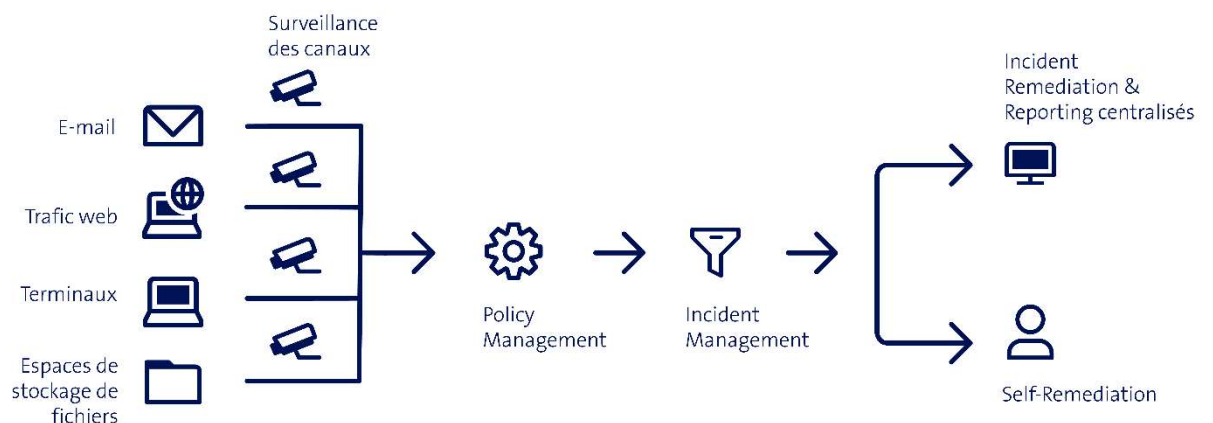 Surveillance
des canaux
E-mail
Trafic web
Terminaux
Espaces de
stockage de
fichiers
Policy
Management
Incident
Management
Incident
Remediation &
Reporting centralisés
Self-Remediation